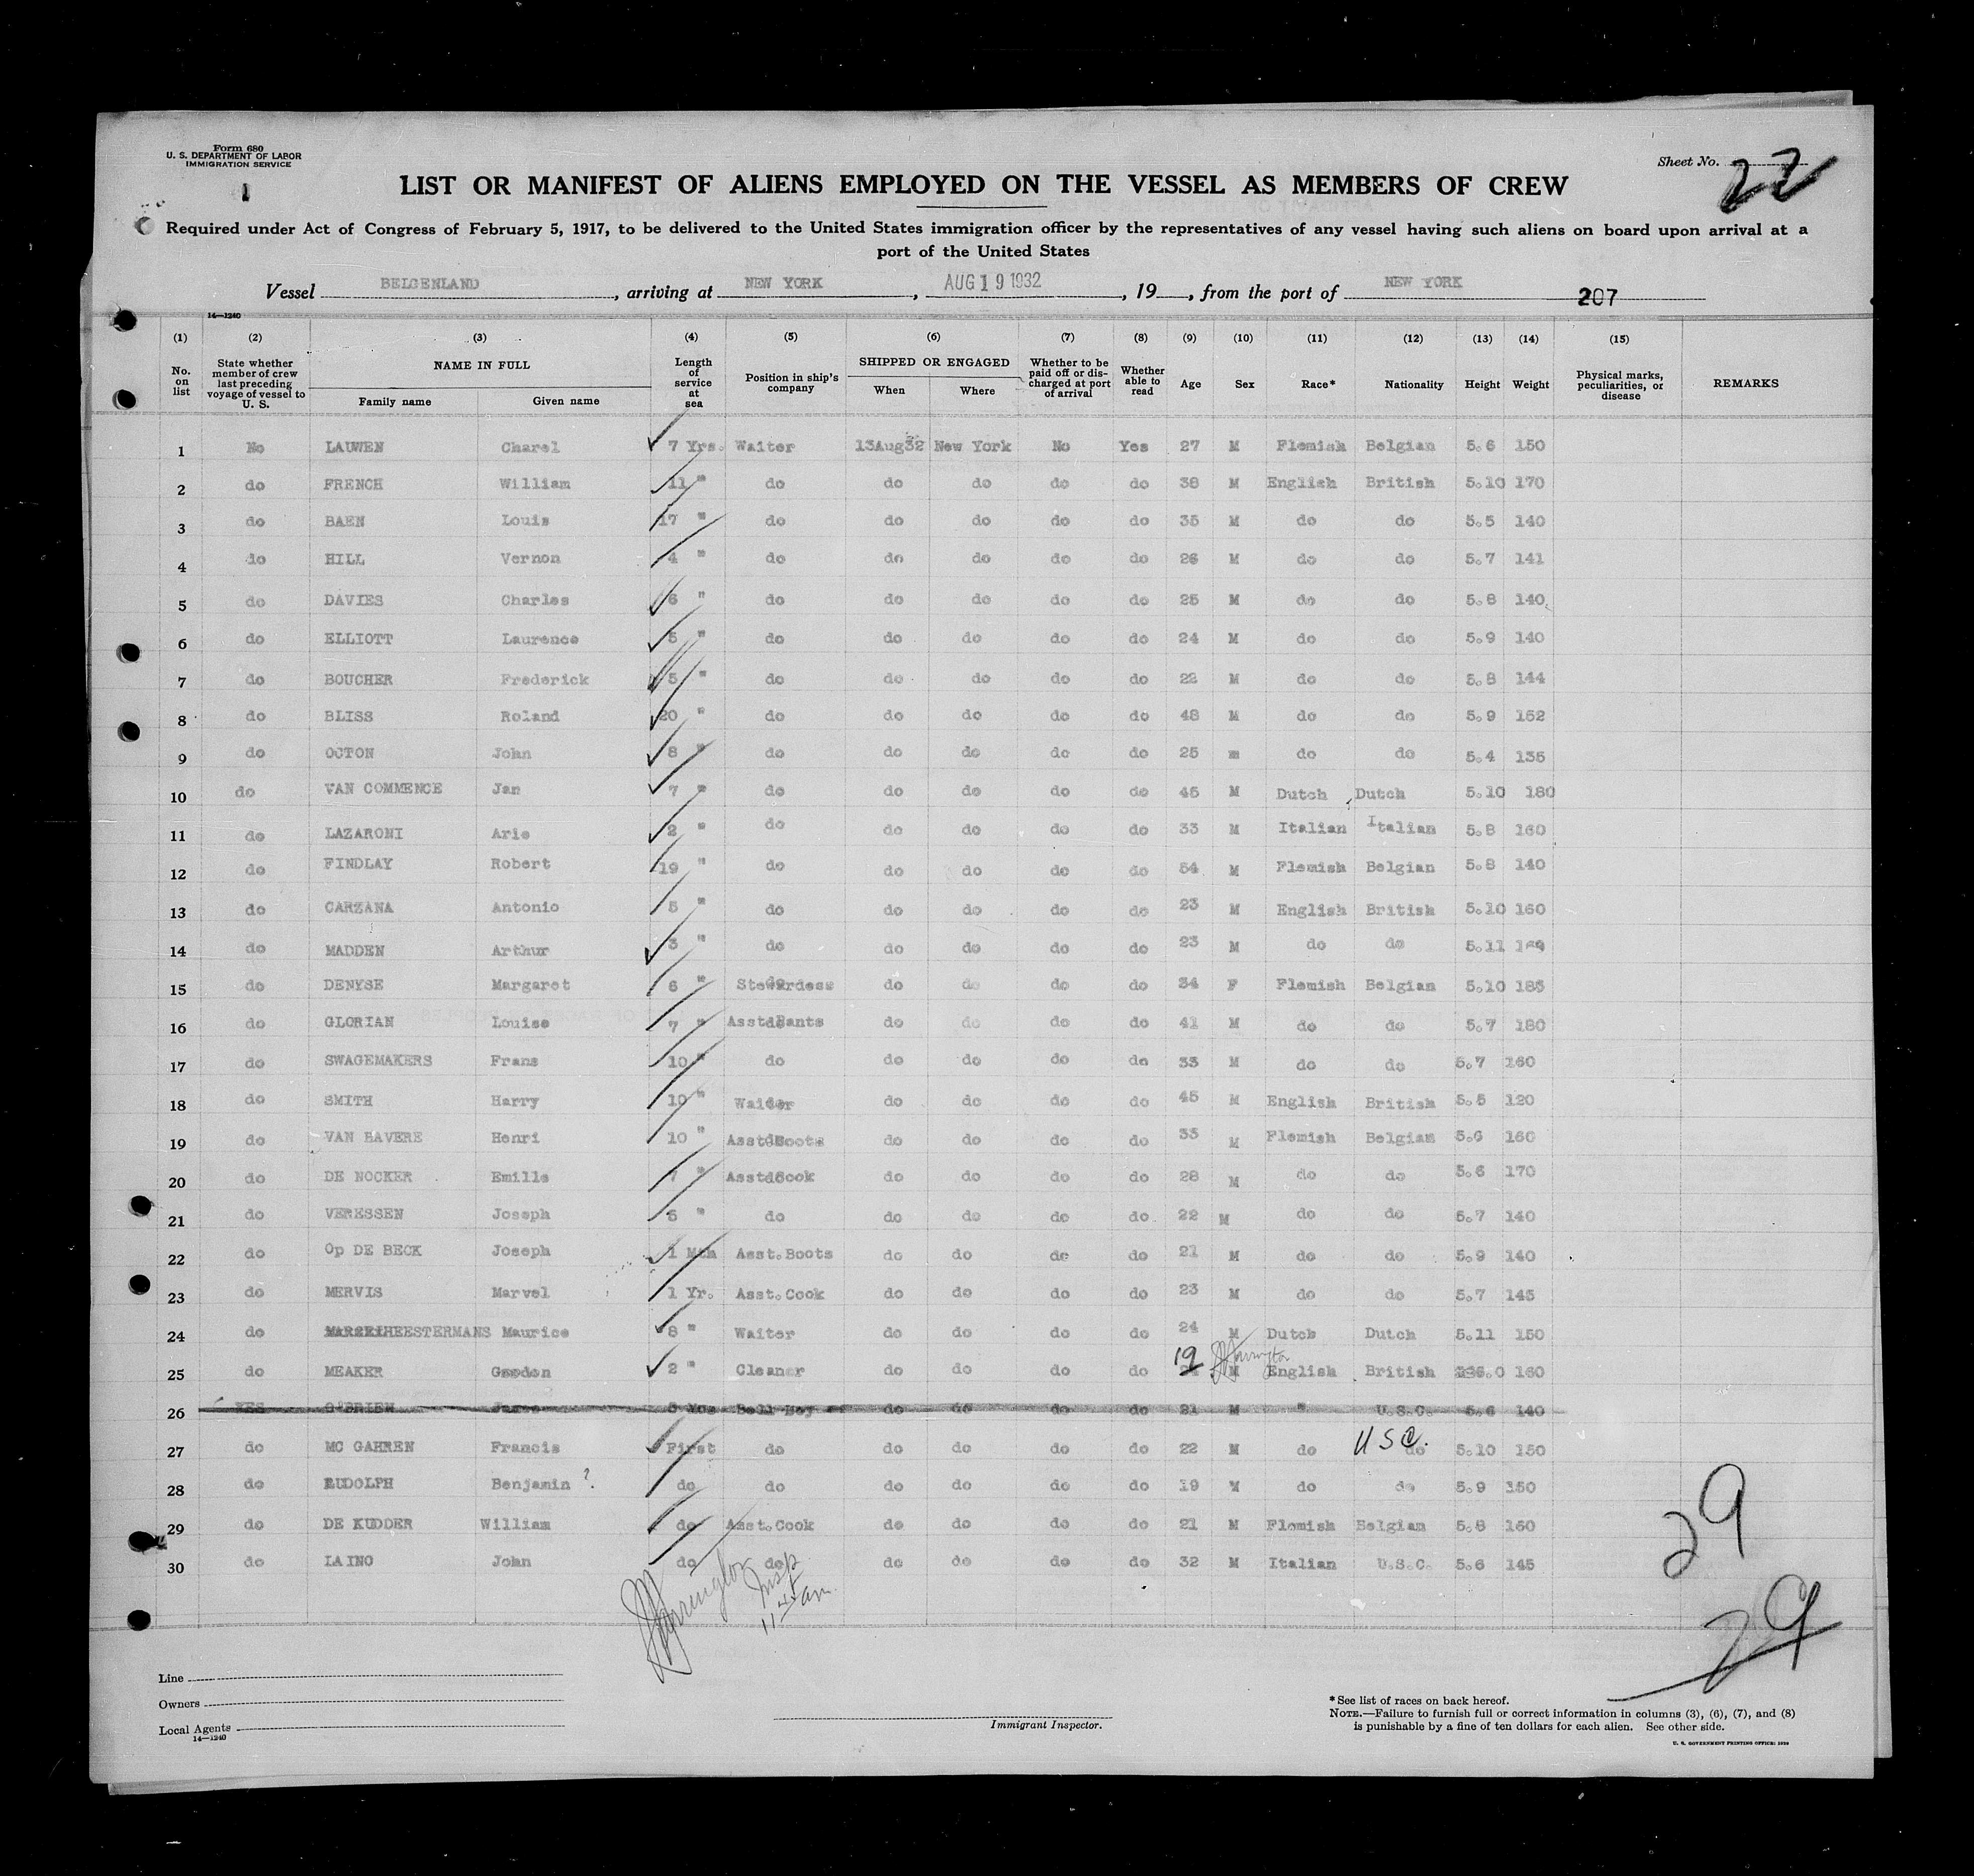 Form 680
U. S. DEPARTMENT OF LABOR
IMMIGRATION SERVICE
1
Sheet No. 22
LIST OR MANIFEST OF ALIENS EMPLOYED ON THE VESSEL AS MEMBERS OF CREW
Required under Act of Congress of February 5, 1917, to be delivered to the United States immigration officer by the representatives of any vessel having such aliens on board upon arrival at a
port of the United States
Vessel BELGENLAND, arriving at NEW YORK, AUG 19 1932, 19, from the port of NEW YORK 207
14—1240
(1) (2) (3) (4) (5) (6) (7) (8) (9) (10) (11) (12) (13) (14) (15)
No. on list State whether member of crew last preceding voyage of vessel to U. S. NAME IN FULL Family name Given name Length of service at sea Position in ship's company SHIPPED OR ENGAGED When Where Whether to be paid off or discharged at port of arrival Whether able to read Age Sex Race* Nationality Height Weight Physical marks, peculiarities, or disease REMARKS
1 No LAUWEN Charel 7 Yrs. Waiter 13Aug32 New York No Yes 27 M Flemish Belgian 5.6 150
2 do FRENCH William 11 " do do do do do 38 M English British 5.10 170
3 do BAEN Louis 17 " do do do do do 35 M do do 5.5 140
4 do HILL Vernon 4 " do do do do do 26 M do do 5.7 141
5 do DAVIES Charles 6 " do do do do do 25 M do do 5.8 140
6 do ELLIOTT Laurence 5 " do do do do do 24 M do do 5.9 140
7 do BOUCHER Frederick 5 " do do do do do 22 M do do 5.8 144
8 do BLISS Roland 20 " do do do do do 48 M do do 5.9 152
9 do OCTON John 8 " do do do do do 25 m do do 5.4 135
10 do VAN COMMENCE Jan 7 " do do do do do 45 M Dutch Dutch 5.10 180
11 do LAZARONI Arie 2 " do do do do do 33 M Italian Italian 5.8 160
12 do FINDLAY Robert 19 " do do do do do 54 M Flemish Belgian 5.8 140
13 do CARZANA Antonio 5 " do do do do do 23 M English British 5.10 160
14 do MADDEN Arthur 3 " do do do do do 23 M do do 5.11
15 do DENYSE Margaret 6 " Stewardess do do do do 34 F Flemish Belgian 5.10 185
16 do GLORIAN Louise 7 " Asst.Pants do do do do 41 M do do 5.7 180
17 do SWAGEMAKERS Frans 10 " do do do do do 33 M do do 5.7 160
18 do SMITH Harry 10 " Waiter do do do do 45 M English British 5.5 120
19 do VAN HAVERE Henri 10 " Asst.Boots do do do do 33 M Flemish Belgian 5.6 160
20 do DE NOCKER Emille 7 " Asst.Cook do do do do 28 M do do 5.6 170
21 do VERESSEN Joseph 5 " do do do do do 22 M do do 5.7 140
22 do Op DE BECK Joseph 1 Mth Asst.Boots do do do do 21 M do do 5.9 140
23 do MERVIS Marvel 1 Yr. Asst.Cook do do do do 23 M do do 5.7 145
24 do HEESTERMANS Maurice 8 " Waiter do do do do 24 M Dutch Dutch 5.11 150
25 do MEAKER 2 " Cleaner do do do do 19 M English British 160
26 YES O'BRIEN James Mos Bell Boy do do do do 21 M " U.S.C. 5.6 140
27 do MC GAHREN Francis First do do do do do 22 M do USC. do 5.10 150
28 do RUDOLPH Benjamin ? do do do do do do 19 M do do 5.9 150
29 do DE KUDDER William do Asst.Cook do do do do 21 M Flemish Belgian 5.8 160
30 do LAINO John do do do do do do 32 M Italian U.S.C. 5.6 145
29
29
Insp
11 45 am
Line
Owners
Local Agents
14—1240
Immigrant Inspector.
* See list of races on back hereof.
NOTE.—Failure to furnish full or correct information in columns (3), (6), (7), and (8)
is punishable by a fine of ten dollars for each alien. See other side.
U. S. GOVERNMENT PRINTING OFFICE: 1929